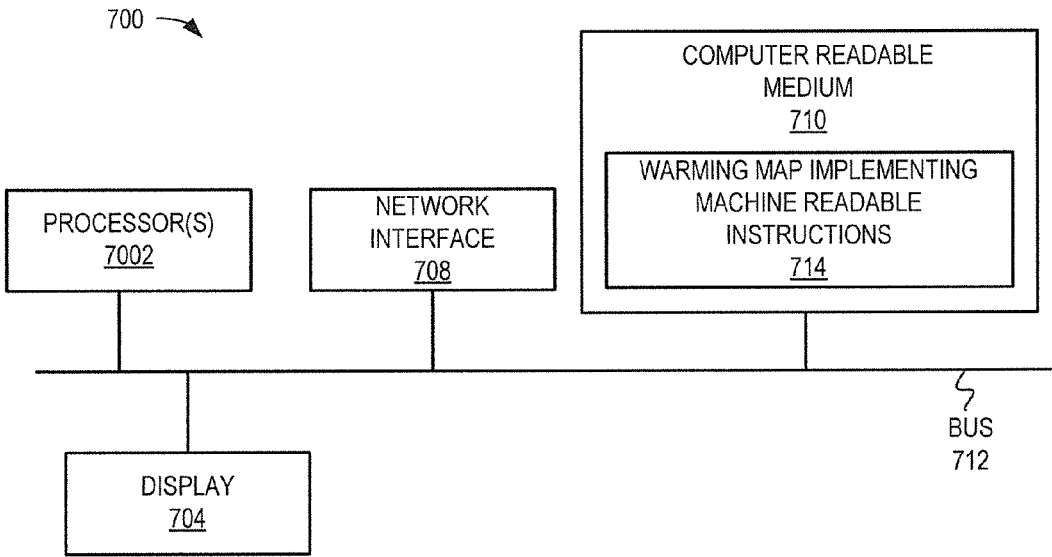 700
COMPUTER READABLE
MEDIUM
710
WARMING MAP IMPLEMENTING
MACHINE READABLE
INSTRUCTIONS
714
PROCESSOR(S)
7002
NETWORK
INTERFACE
708
BUS
712
DISPLAY
704